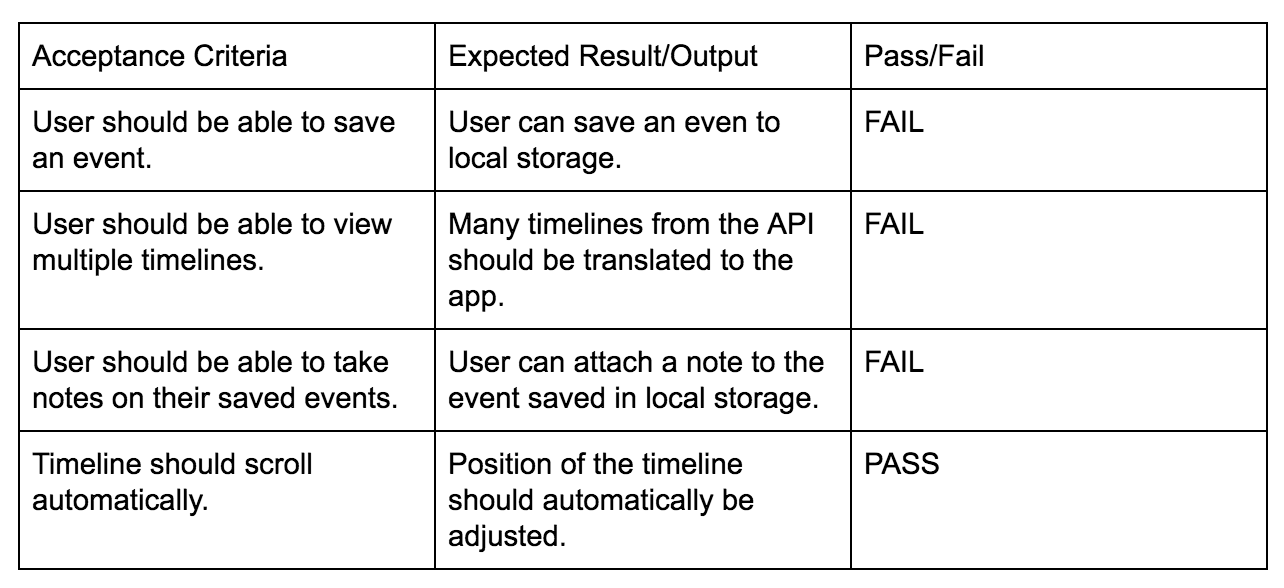 Acceptance Criteria
Expected Result/Output
Pass/Fail
User should be able to save
an event.
User can save an even to
local storage.
FAIL
User should be able to view
multiple timelines.
Many timelines from the API
should be translated to the
app.
FAIL
User should be able to take
notes on their saved events.
User can attach a note to the
event saved in local storage.
FAIL
Timeline should scroll
automatically.
Position of the timeline
should automatically be
adjusted.
PASS